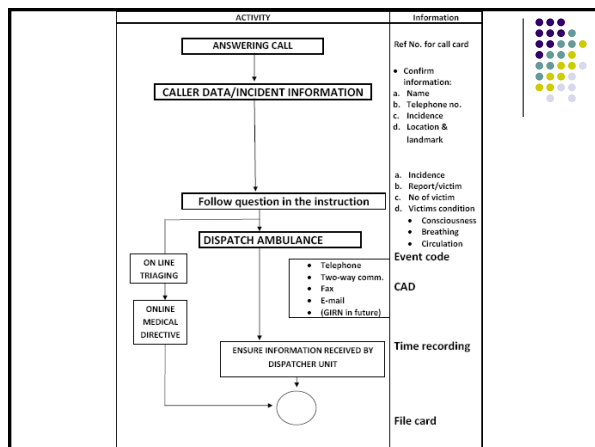 ACTIVITY
Information
ANSWERING CALL
Ref No. for call card
CALLER DATA/INCIDENT INFORMATION
• Confirm
information:
a. Name
b. Telephone no.
c. Incidence
d. Location &
landmark
Follow question in the instruction
a. Incidence
b. Report/victim
c. No of victim
d. Victims condition
• Consciousness
• Breathing
• Circulation
DISPATCH AMBULANCE
Event code
ON LINE
TRIAGING
• Telephone
• Two-way comm.
• Fax
• E-mail
• (GIRN in future)
CAD
ONLINE
MEDICAL
DIRECTIVE
ENSURE INFORMATION RECEIVED BY
DISPATCHER UNIT
Time recording
File card